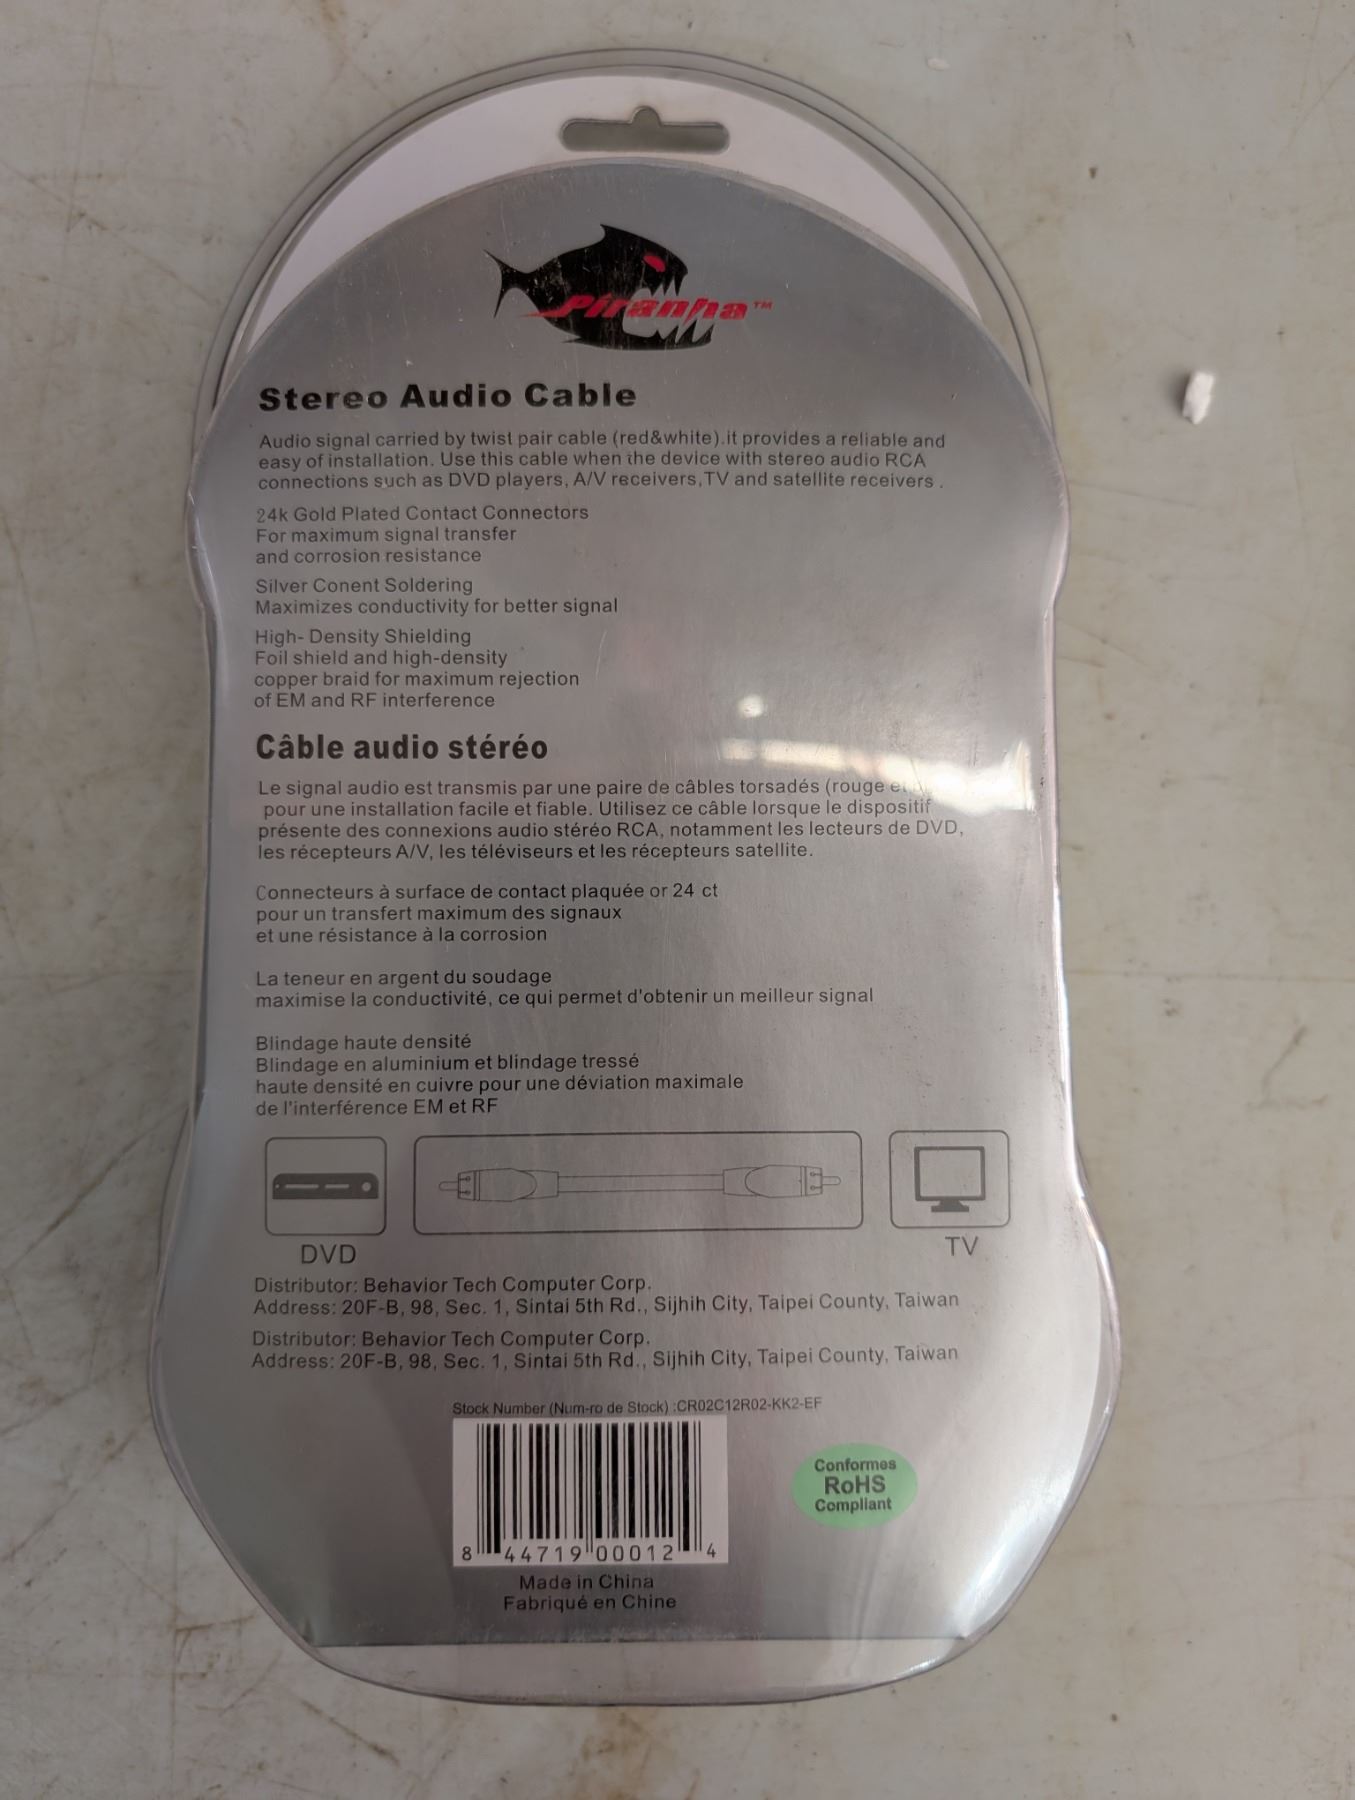 Piranha™
Stereo Audio Cable
Audio signal carried by twist pair cable (red&white).it provides a reliable and
easy of installation. Use this cable when the device with stereo audio RCA
connections such as DVD players, A/V receivers,TV and satellite receivers .
24k Gold Plated Contact Connectors
For maximum signal transfer
and corrosion resistance
Silver Conent Soldering
Maximizes conductivity for better signal
High- Density Shielding
Foil shield and high-density
copper braid for maximum rejection
of EM and RF interference
Câble audio stéréo
Le signal audio est transmis par une paire de câbles torsadés (rouge et
pour une installation facile et fiable. Utilisez ce câble lorsque le dispositif
présente des connexions audio stéréo RCA, notamment les lecteurs de DVD,
les récepteurs A/V, les téléviseurs et les récepteurs satellite.
Connecteurs à surface de contact plaquée or 24 ct
pour un transfert maximum des signaux
et une résistance à la corrosion
La teneur en argent du soudage
maximise la conductivité, ce qui permet d'obtenir un meilleur signal
Blindage haute densité
Blindage en aluminium et blindage tressé
haute densité en cuivre pour une déviation maximale
de l'interférence EM et RF
DVD
TV
Distributor: Behavior Tech Computer Corp.
Address: 20F-B, 98, Sec. 1, Sintai 5th Rd., Sijhih City, Taipei County, Taiwan
Distributor: Behavior Tech Computer Corp.
Address: 20F-B, 98, Sec. 1, Sintai 5th Rd., Sijhih City, Taipei County, Taiwan
Stock Number (Num-ro de Stock) :CR02C12R02-KK2-EF
Conformes
RoHS
Compliant
8 44719 00012 4
Made in China
Fabriqué en Chine